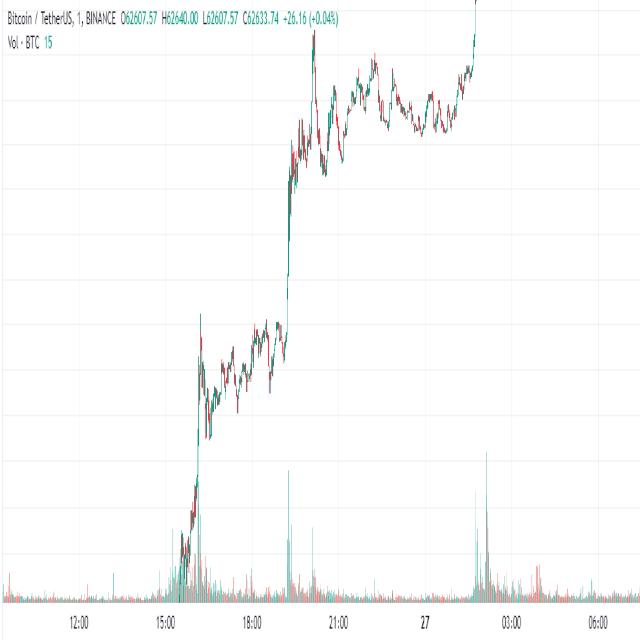 Bitcoin / TetherUS, 1, BINANCE O62607.57 H62640.00 L62607.57 C62633.74 +26.16 (+0.04%)
Vol · BTC 15
12:00 15:00 18:00 21:00 27 03:00 06:00